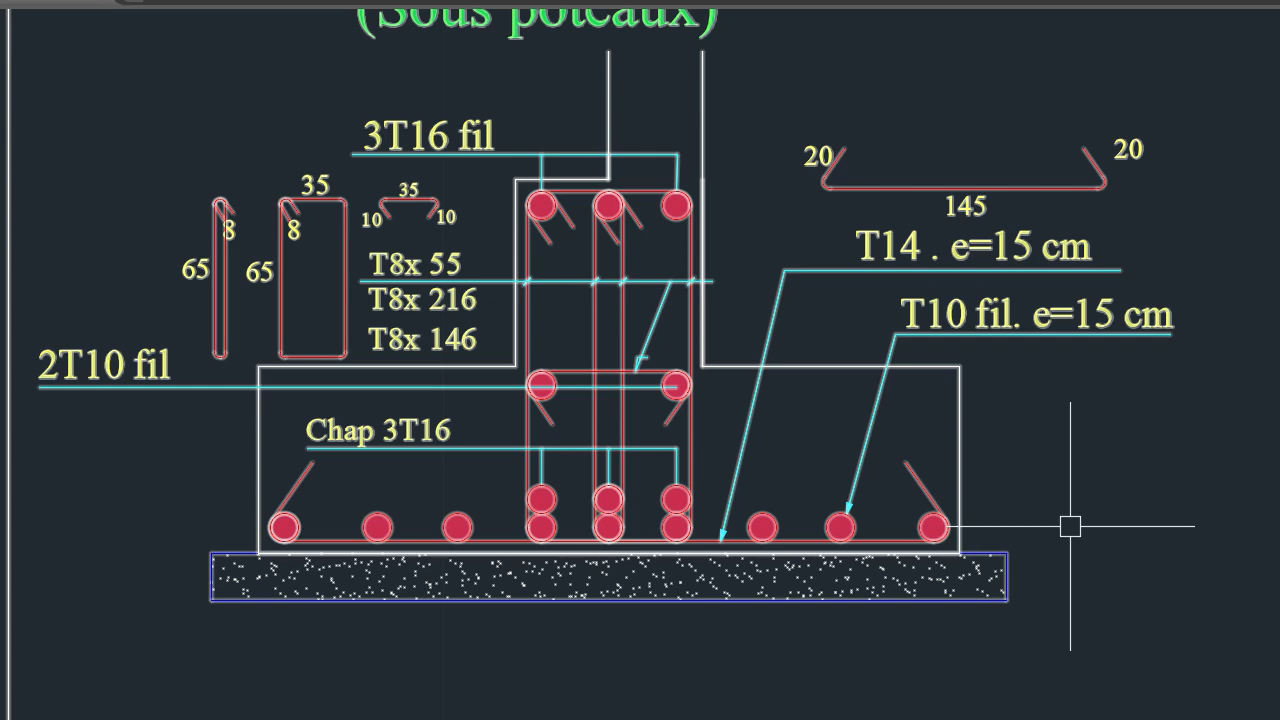 (Sous poteaux)
3T16 fil
20
20
145
35
35
8
8
10
10
65
65
T8x 55
T8x 216
T8x 146
T14 . e=15 cm
T10 fil. e=15 cm
2T10 fil
Chap 3T16